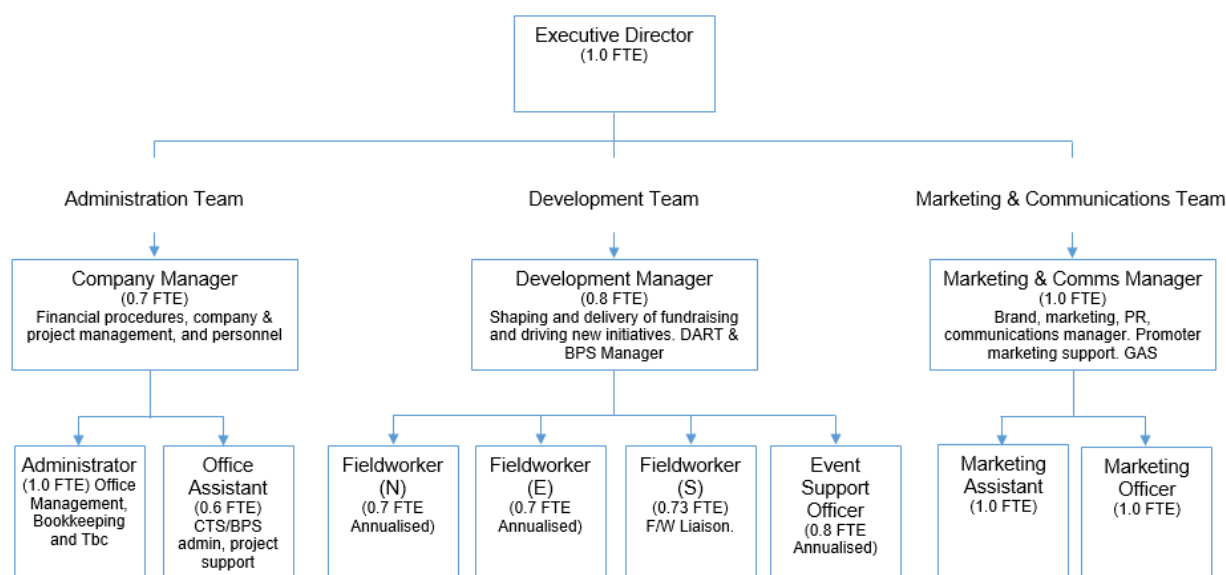 Executive Director
(1.0 FTE)
Administration Team
Development Team
Marketing & Communications Team
Company Manager
(0.7 FTE)
Financial procedures, company &
project management, and personnel
Development Manager
(0.8 FTE)
Shaping and delivery of fundraising
and driving new initiatives. DART &
BPS Manager
Marketing & Comms Manager
(1.0 FTE)
Brand, marketing, PR,
communications manager. Promoter
marketing support. GAS
Administrator
(1.0 FTE) Office
Management,
Bookkeeping
and Tbc
Office
Assistant
(0.6 FTE)
CTS/BPS
admin, project
support
Fieldworker
(N)
(0.7 FTE
Annualised)
Fieldworker
(E)
(0.7 FTE
Annualised)
Fieldworker
(S)
(0.73 FTE)
F/W Liaison.
Event
Support
Officer
(0.8 FTE
Annualised)
Marketing
Assistant
(1.0 FTE)
Marketing
Officer
(1.0 FTE)